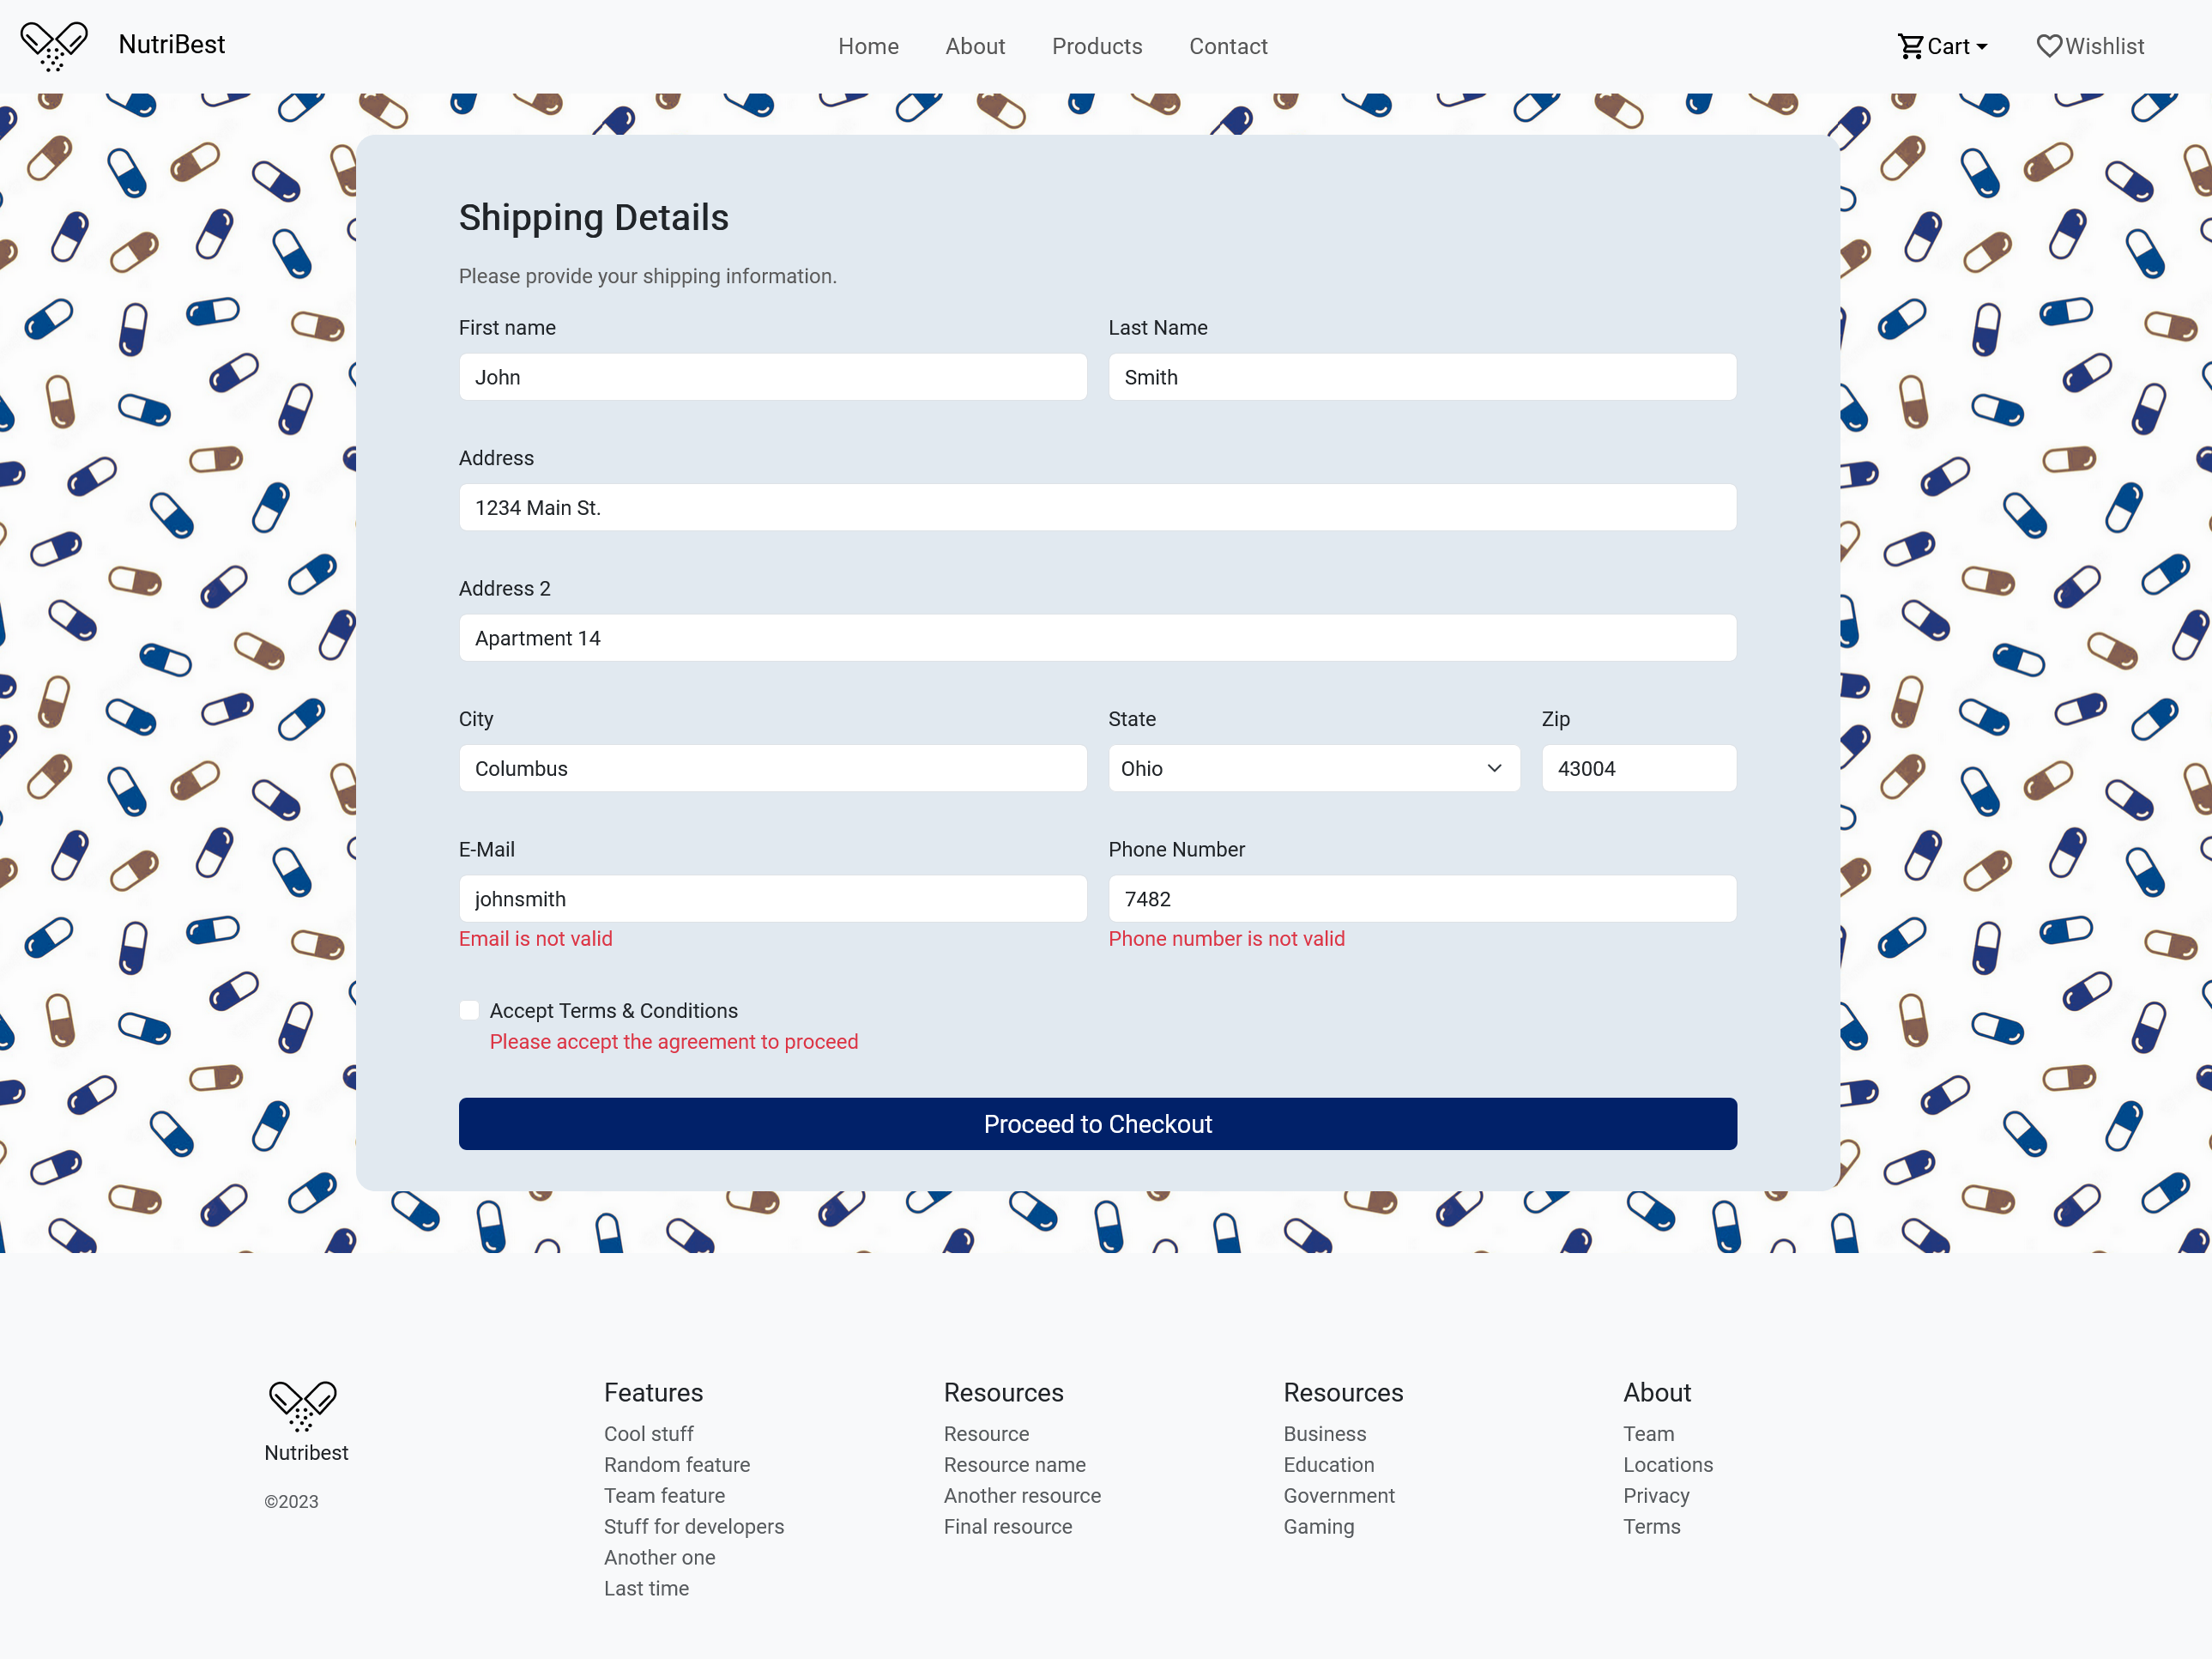 NutriBest
Home About Products Contact
Cart Wishlist
Shipping Details
Please provide your shipping information.
First name Last Name
John Smith
Address
1234 Main St.
Address 2
Apartment 14
City State Zip
Columbus Ohio 43004
E-Mail Phone Number
johnsmith 7482
Email is not valid Phone number is not valid
Accept Terms & Conditions
Please accept the agreement to proceed
Proceed to Checkout
Nutribest
©2023
Features
Cool stuff
Random feature
Team feature
Stuff for developers
Another one
Last time
Resources
Resource
Resource name
Another resource
Final resource
Resources
Business
Education
Government
Gaming
About
Team
Locations
Privacy
Terms